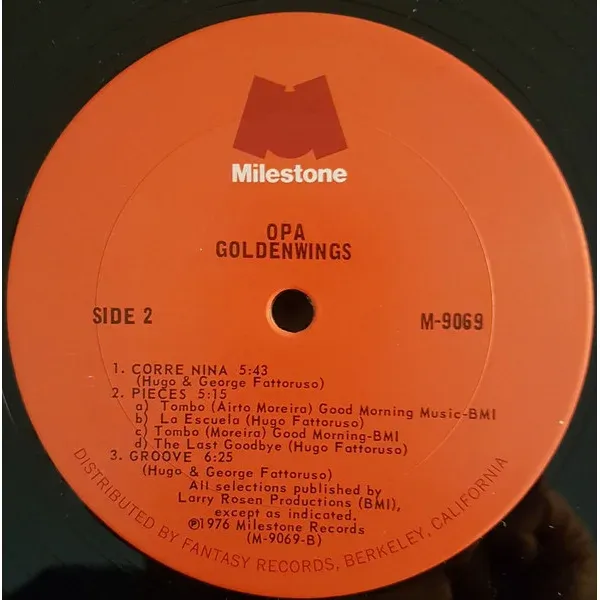 Milestone
OPA
GOLDENWINGS
SIDE 2
M-9069
1. CORRE NINA 5:43
(Hugo & George Fattoruso)
2. PIECES 5:15
a) Tombo (Airto Moreira) Good Morning Music-BMI
b) La Escuela (Hugo Fattoruso)
c) Tombo (Moreira) Good Morning-BMI
d) The Last Goodbye (Hugo Fattoruso)
3. GROOVE 6:25
(Hugo & George Fattoruso)
All selections published by
Larry Rosen Productions (BMI),
except as indicated.
℗1976 Milestone Records
(M-9069-B)
DISTRIBUTED BY FANTASY RECORDS, BERKELEY, CALIFORNIA